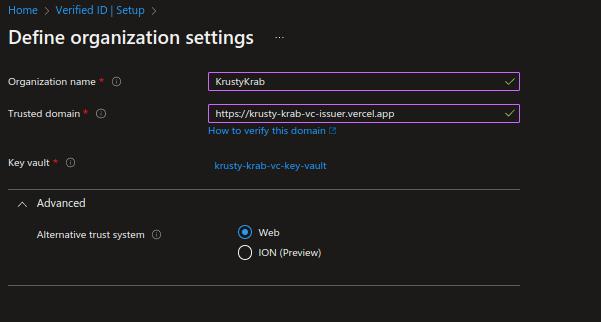 Home > Verified ID | Setup >
Define organization settings ...
Organization name * KrustyKrab
Trusted domain * https://krusty-krab-vc-issuer.vercel.app
How to verify this domain
Key vault * krusty-krab-vc-key-vault
Advanced
Alternative trust system Web
ION (Preview)